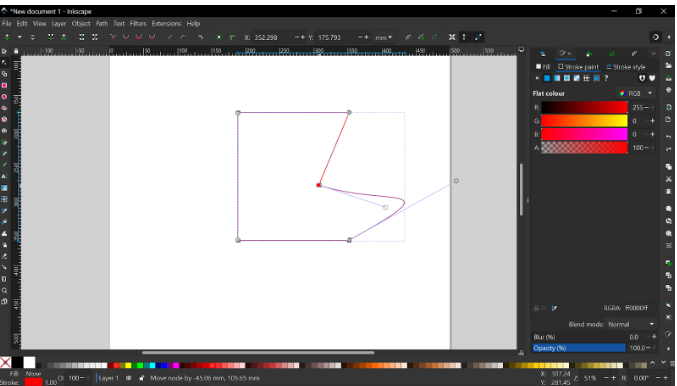 *New document 1 - Inkscape
File Edit View Layer Object Path Text Filters Extensions Help
X: 352.290 -+ Y: 175.793 -+ mm
Fill Stroke paint Stroke style
?
Flat colour RGB
R: 255 -
G: 0 - +
B: 0 - +
A: 100 -
RGBA: ff0000ff
Blend mode: Normal
Blur (%) 0.0 - +
Opacity (%) 100.0 -
Fill: None
Stroke: 1.00
O: 100 -+
Layer 1
Move node by -45.06 mm, 105.65 mm
X: 307.24
Y: 281.45
Z: 51% -+ R: 0.00° -+